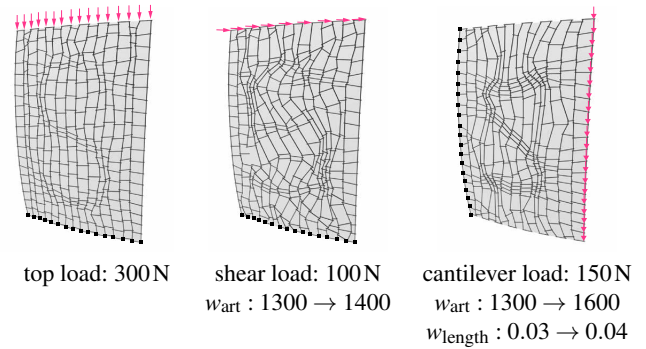 top load: 300 N
shear load: 100 N
w_art : 1300 → 1400
cantilever load: 150 N
w_art : 1300 → 1600
w_length : 0.03 → 0.04